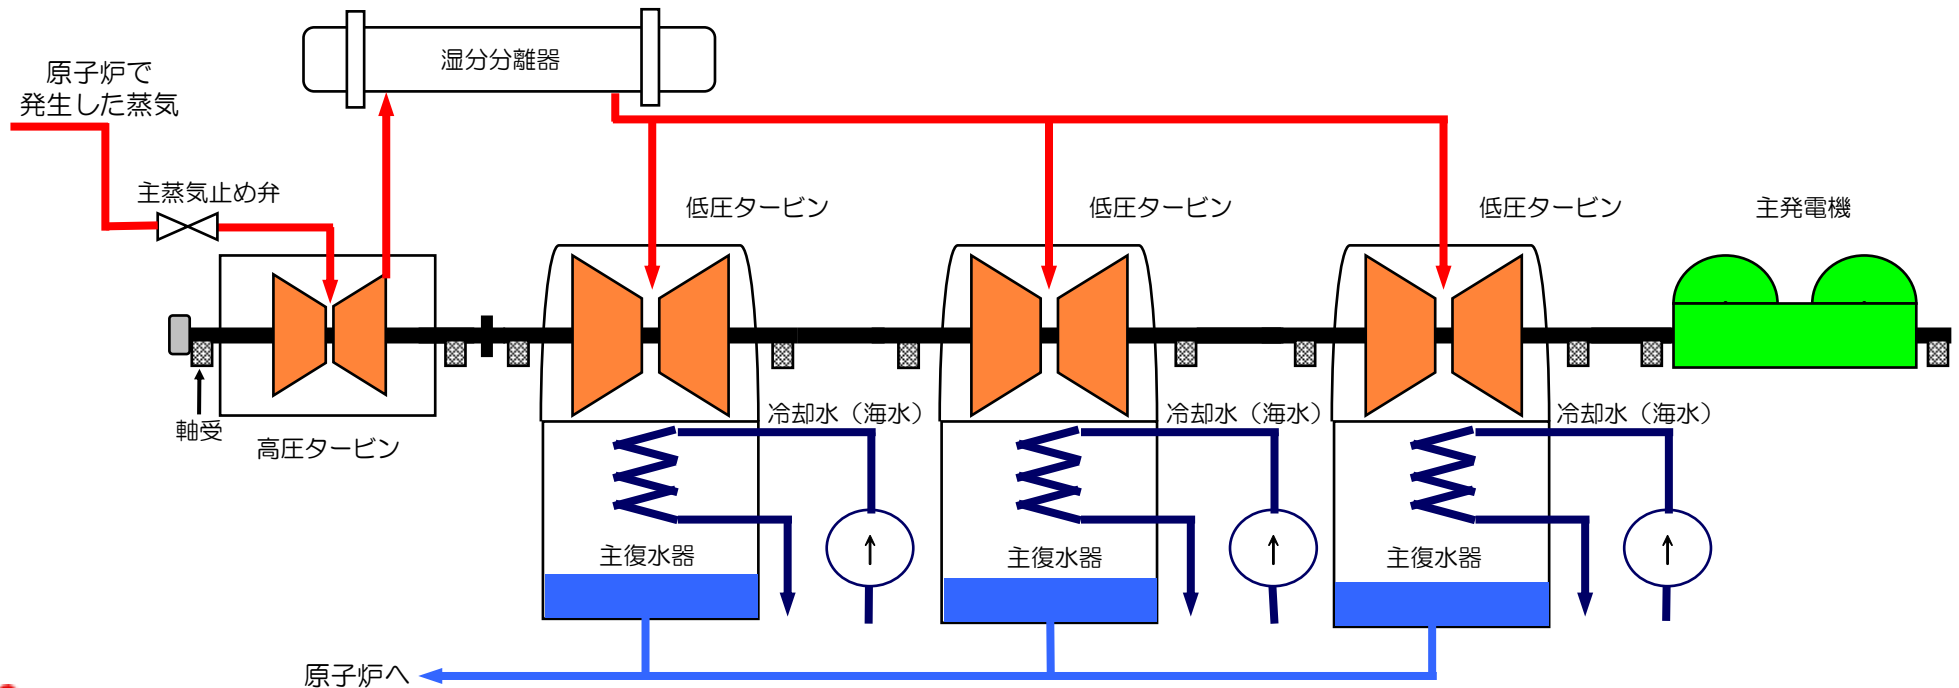 湿分分離器
原子炉で
発生した蒸気
主蒸気止め弁
低圧タービン
低圧タービン
低圧タービン
主発電機
軸受
高圧タービン
冷却水（海水）
冷却水（海水）
冷却水（海水）
主復水器
主復水器
主復水器
原子炉へ